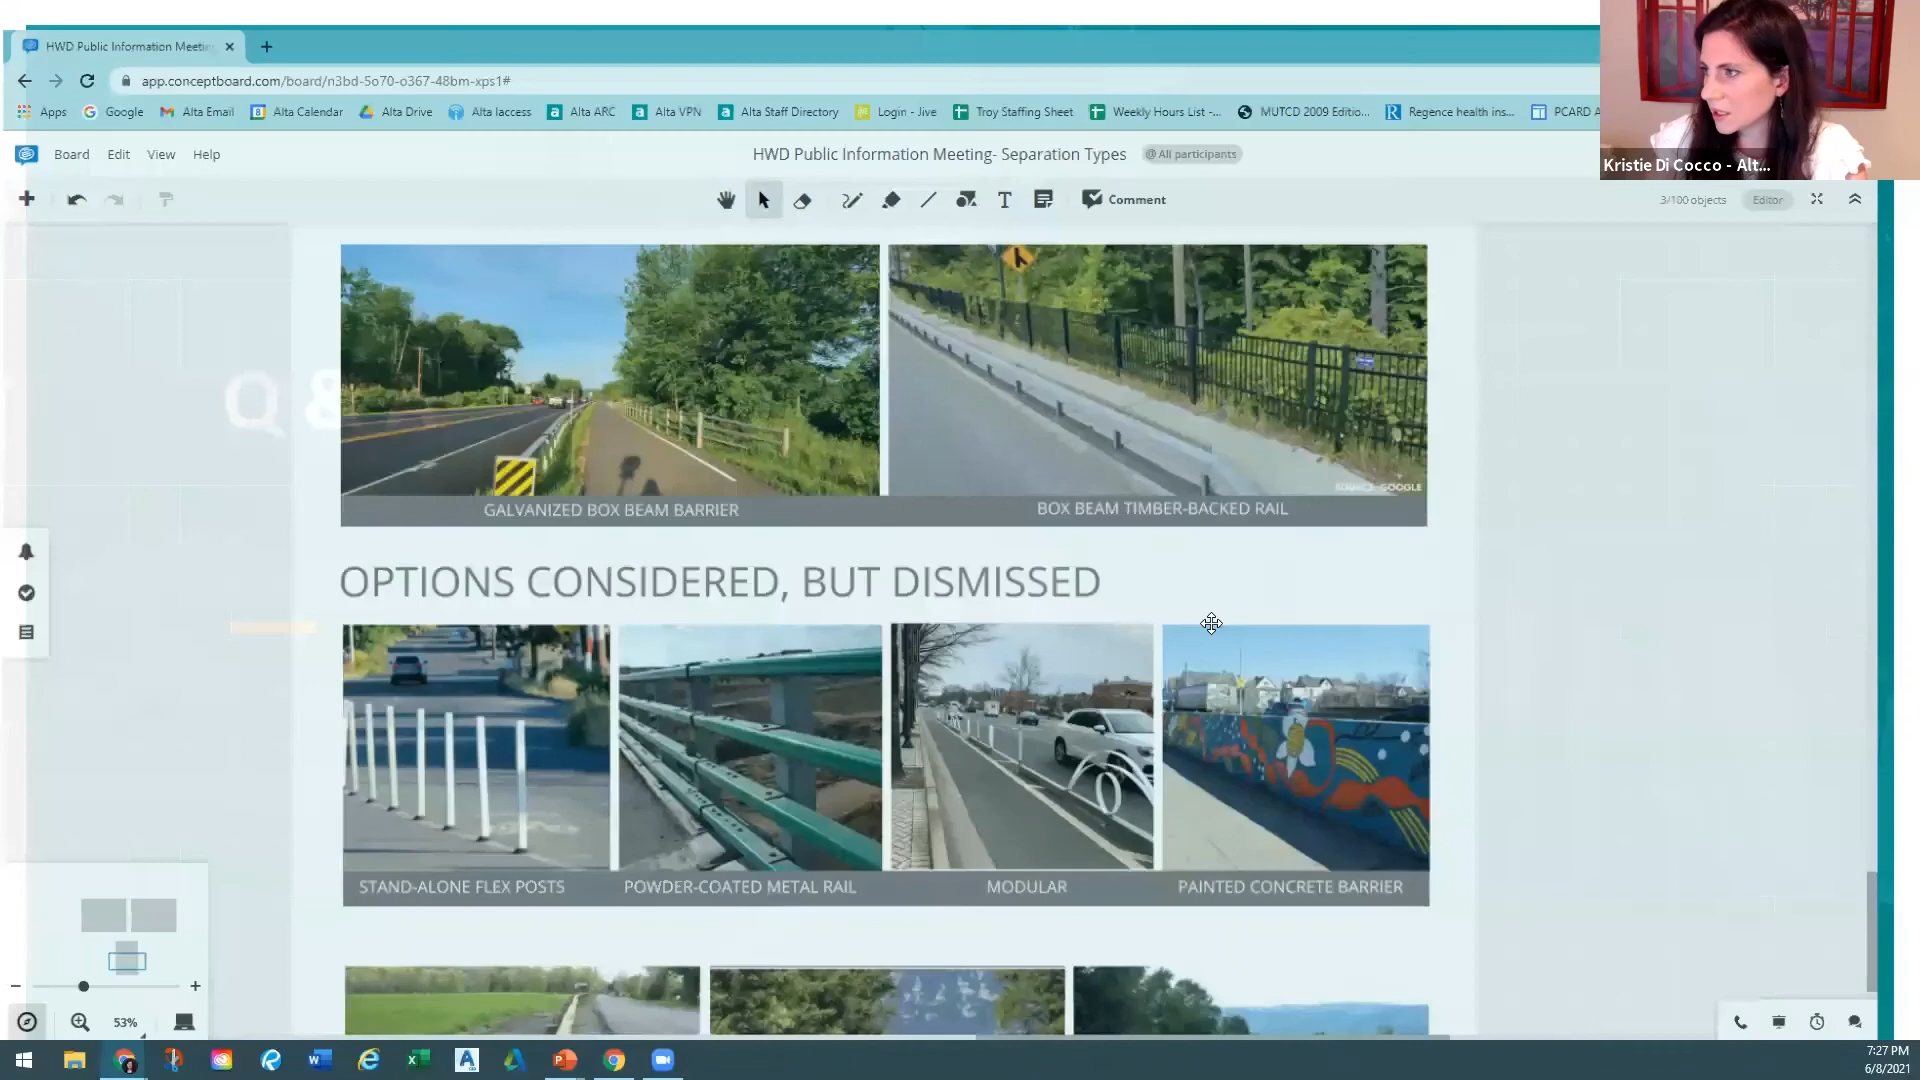 HWD Public Information Meetin
app.conceptboard.com/board/n3bd-5o70-o367-48bm-xps1#
Apps Google Alta Email Alta Calendar Alta Drive Alta Iaccess Alta ARC Alta VPN Alta Staff Directory Login - Jive Troy Staffing Sheet Weekly Hours List -... MUTCD 2009 Editio... Regence health ins... PCARD A
Kristie Di Cocco - Alt...
Board Edit View Help
HWD Public Information Meeting- Separation Types
@ All participants
Comment
3/100 objects
Editor
Q &
SOURCE: GOOGLE
GALVANIZED BOX BEAM BARRIER
BOX BEAM TIMBER-BACKED RAIL
OPTIONS CONSIDERED, BUT DISMISSED
STAND-ALONE FLEX POSTS
POWDER-COATED METAL RAIL
MODULAR
PAINTED CONCRETE BARRIER
53%
7:27 PM
6/8/2021